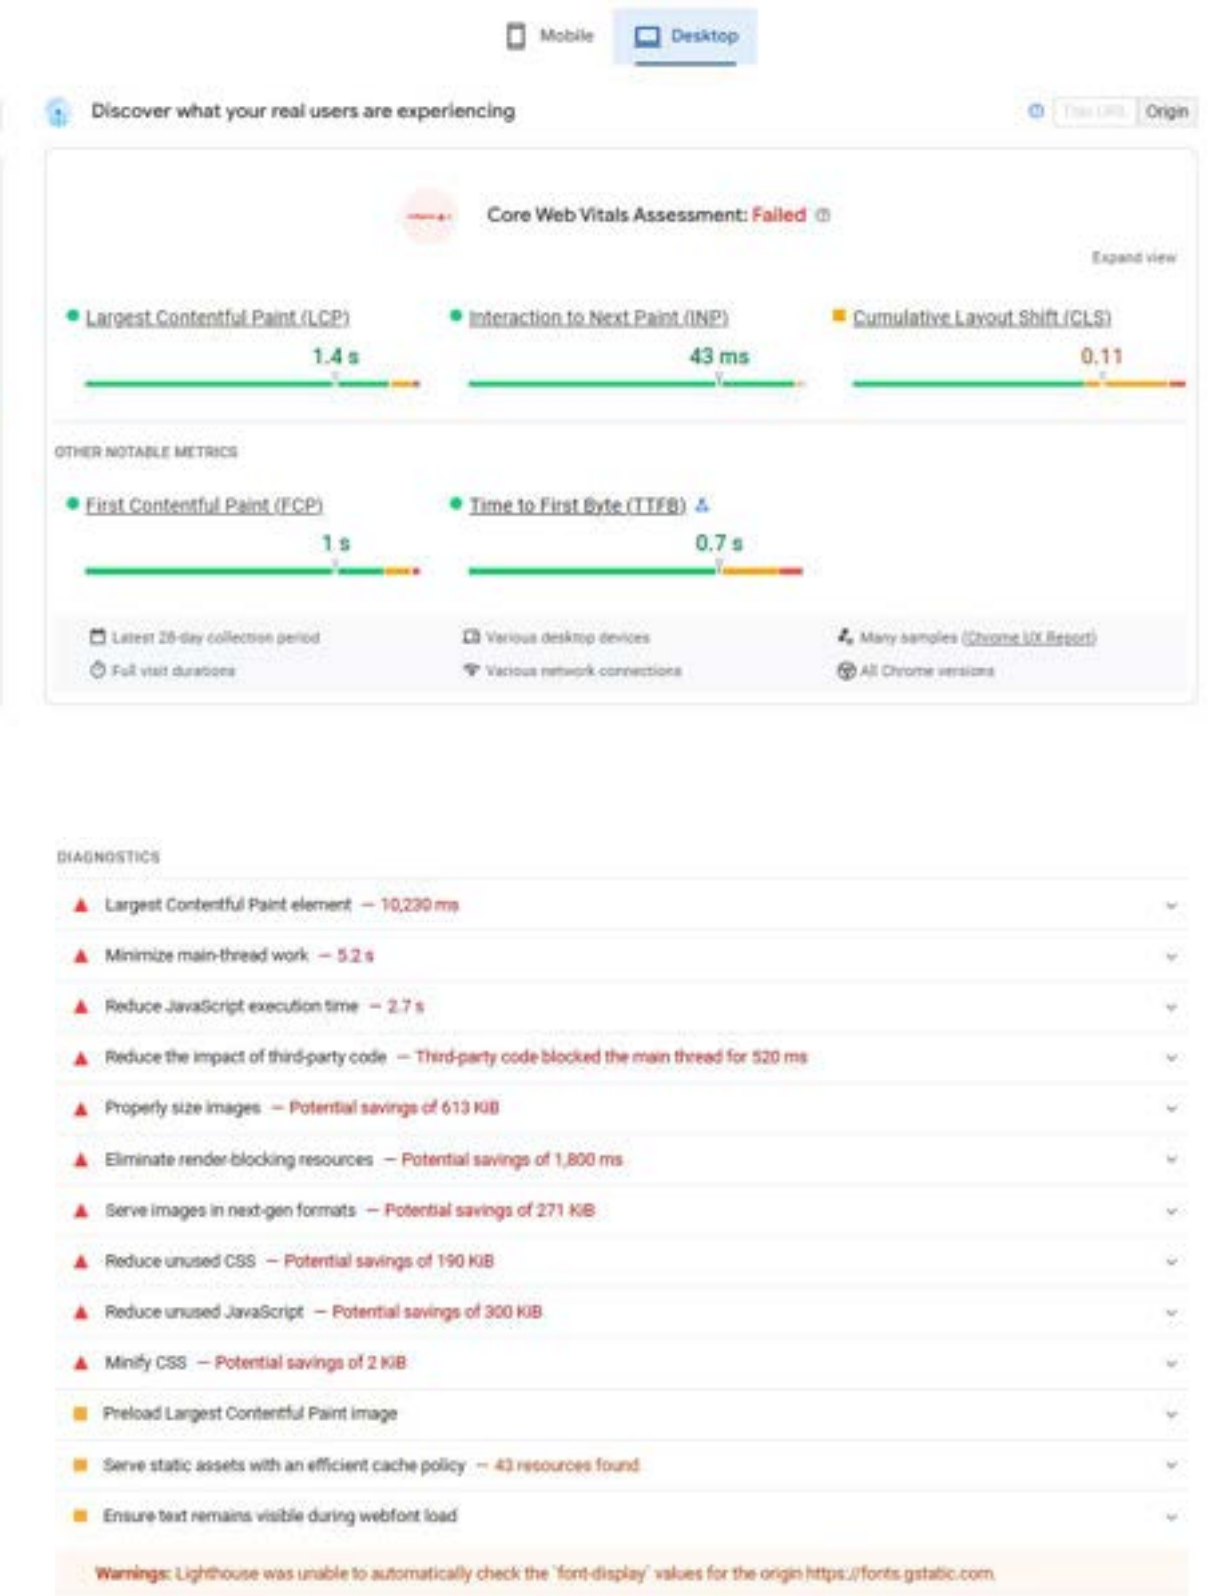 Mobile Desktop
Discover what your real users are experiencing
This URL Origin
Core Web Vitals Assessment: Failed
Expand view
Largest Contentful Paint (LCP)
1.4 s
Interaction to Next Paint (INP)
43 ms
Cumulative Layout Shift (CLS)
0.11
OTHER NOTABLE METRICS
First Contentful Paint (FCP)
1 s
Time to First Byte (TTFB)
0.7 s
Latest 28-day collection period
Various desktop devices
Many samples (Chrome UX Report)
Full visit durations
Various network connections
All Chrome versions
DIAGNOSTICS
Largest Contentful Paint element — 10,230 ms
Minimize main-thread work — 5.2 s
Reduce JavaScript execution time — 2.7 s
Reduce the impact of third-party code — Third-party code blocked the main thread for 520 ms
Properly size images — Potential savings of 613 KiB
Eliminate render-blocking resources — Potential savings of 1,800 ms
Serve images in next-gen formats — Potential savings of 271 KiB
Reduce unused CSS — Potential savings of 190 KiB
Reduce unused JavaScript — Potential savings of 300 KiB
Minify CSS — Potential savings of 2 KiB
Preload Largest Contentful Paint image
Serve static assets with an efficient cache policy — 43 resources found
Ensure text remains visible during webfont load
Warnings: Lighthouse was unable to automatically check the `font-display` values for the origin https://fonts.gstatic.com.